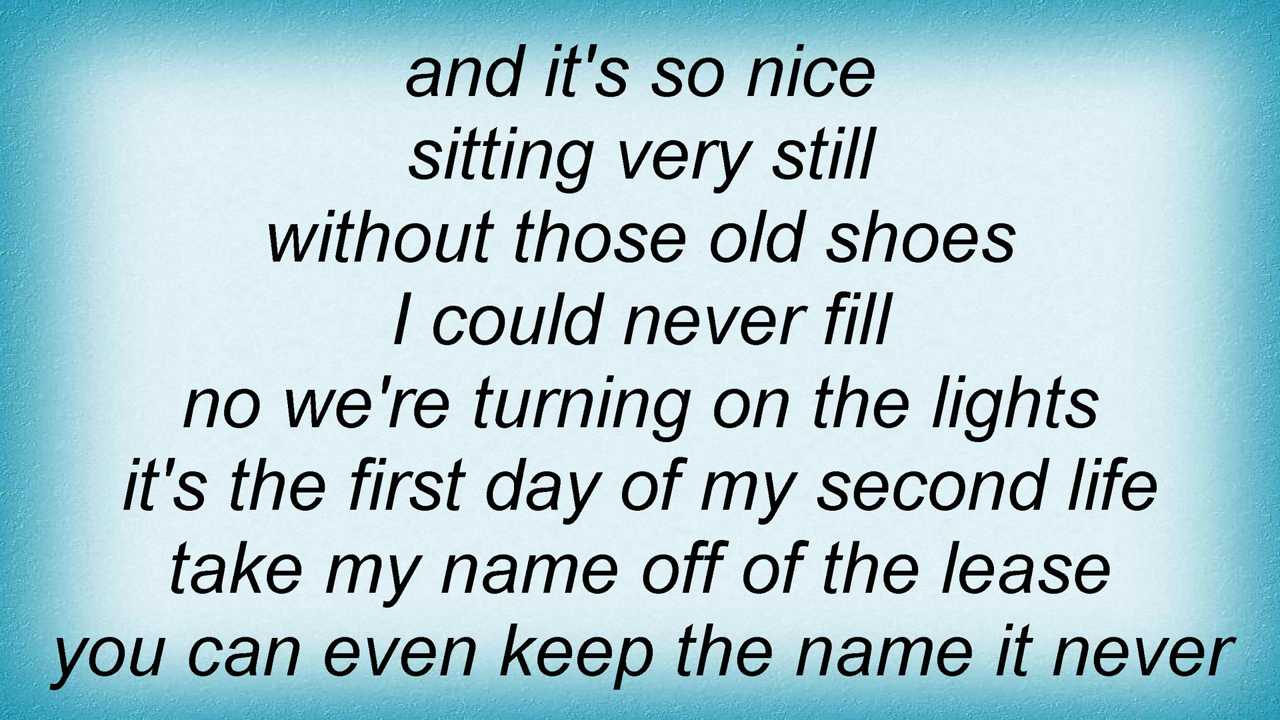 and it's so nice
sitting very still
without those old shoes
I could never fill
no we're turning on the lights
it's the first day of my second life
take my name off of the lease
you can even keep the name it never